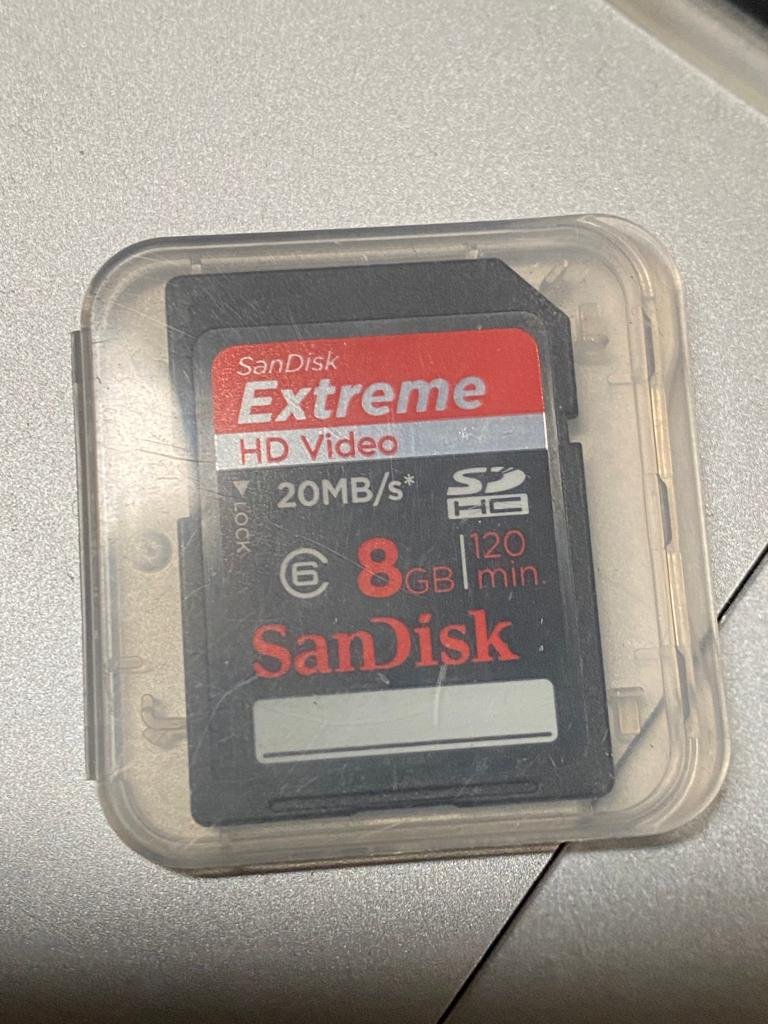 SanDisk
Extreme
HD Video
20MB/s*
SD
HC
▼ LOCK
6
8GB
120
min.
SanDisk